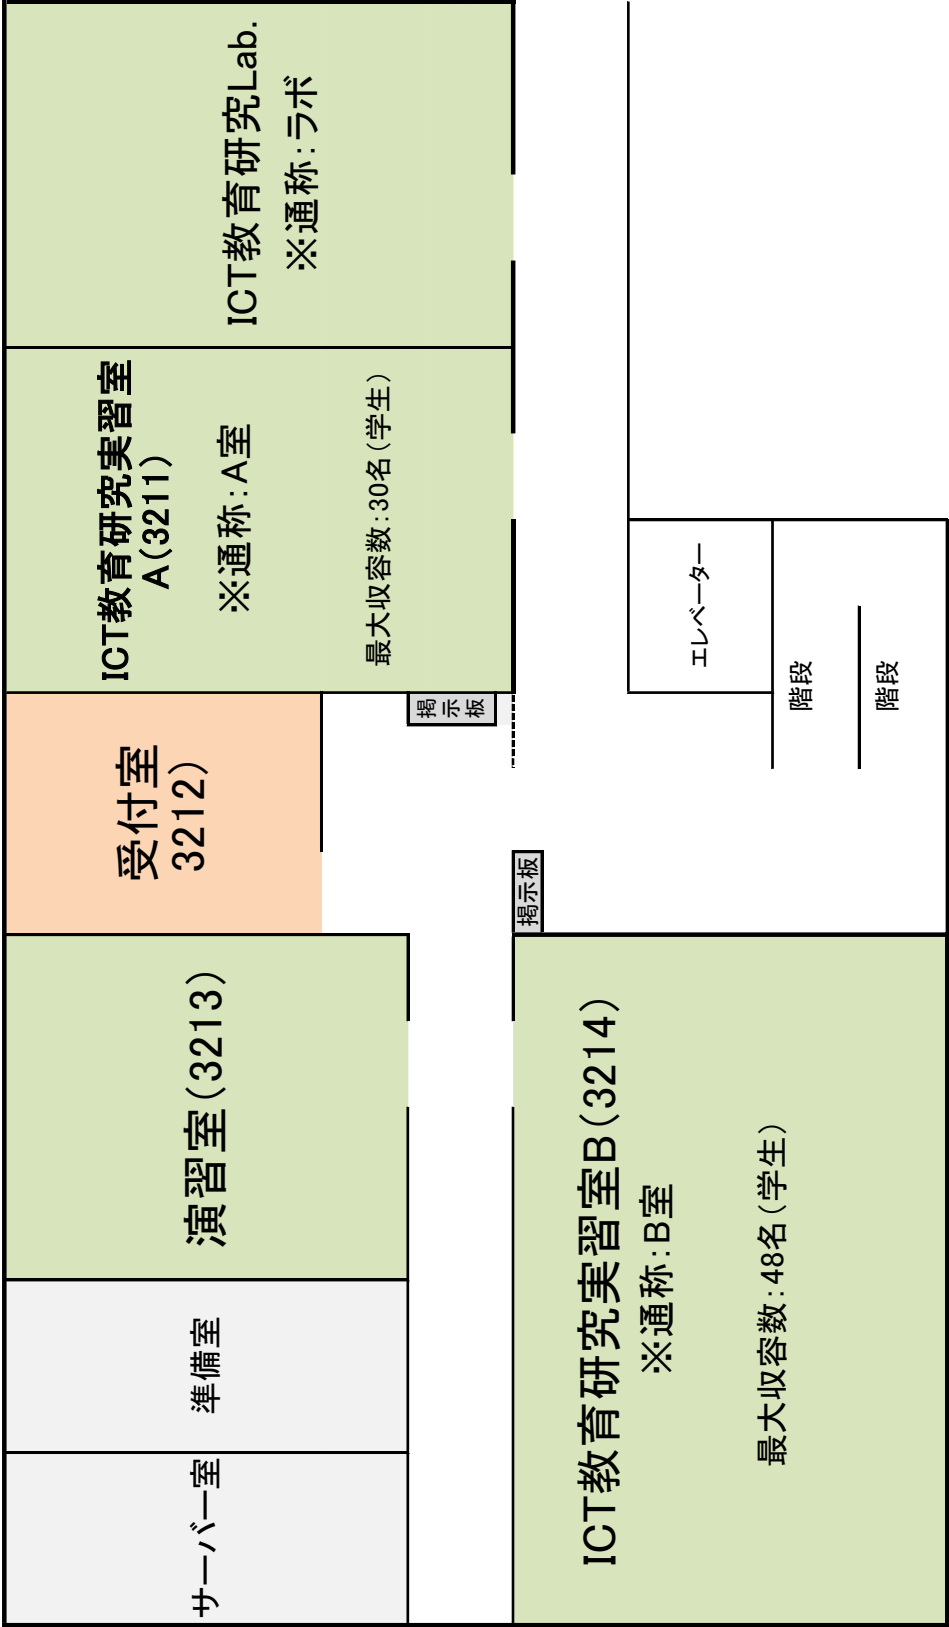 サーバー室
準備室
演習室（3213）
受付室
3212）
ICT教育研究実習室
A（3211）
※通称：A室
最大収容数：30名（学生）
ICT教育研究Lab.
※通称：ラボ
掲
示
板
掲示板
ICT教育研究実習室B（3214）
※通称：B室
最大収容数：48名（学生）
エレベーター
階段
階段